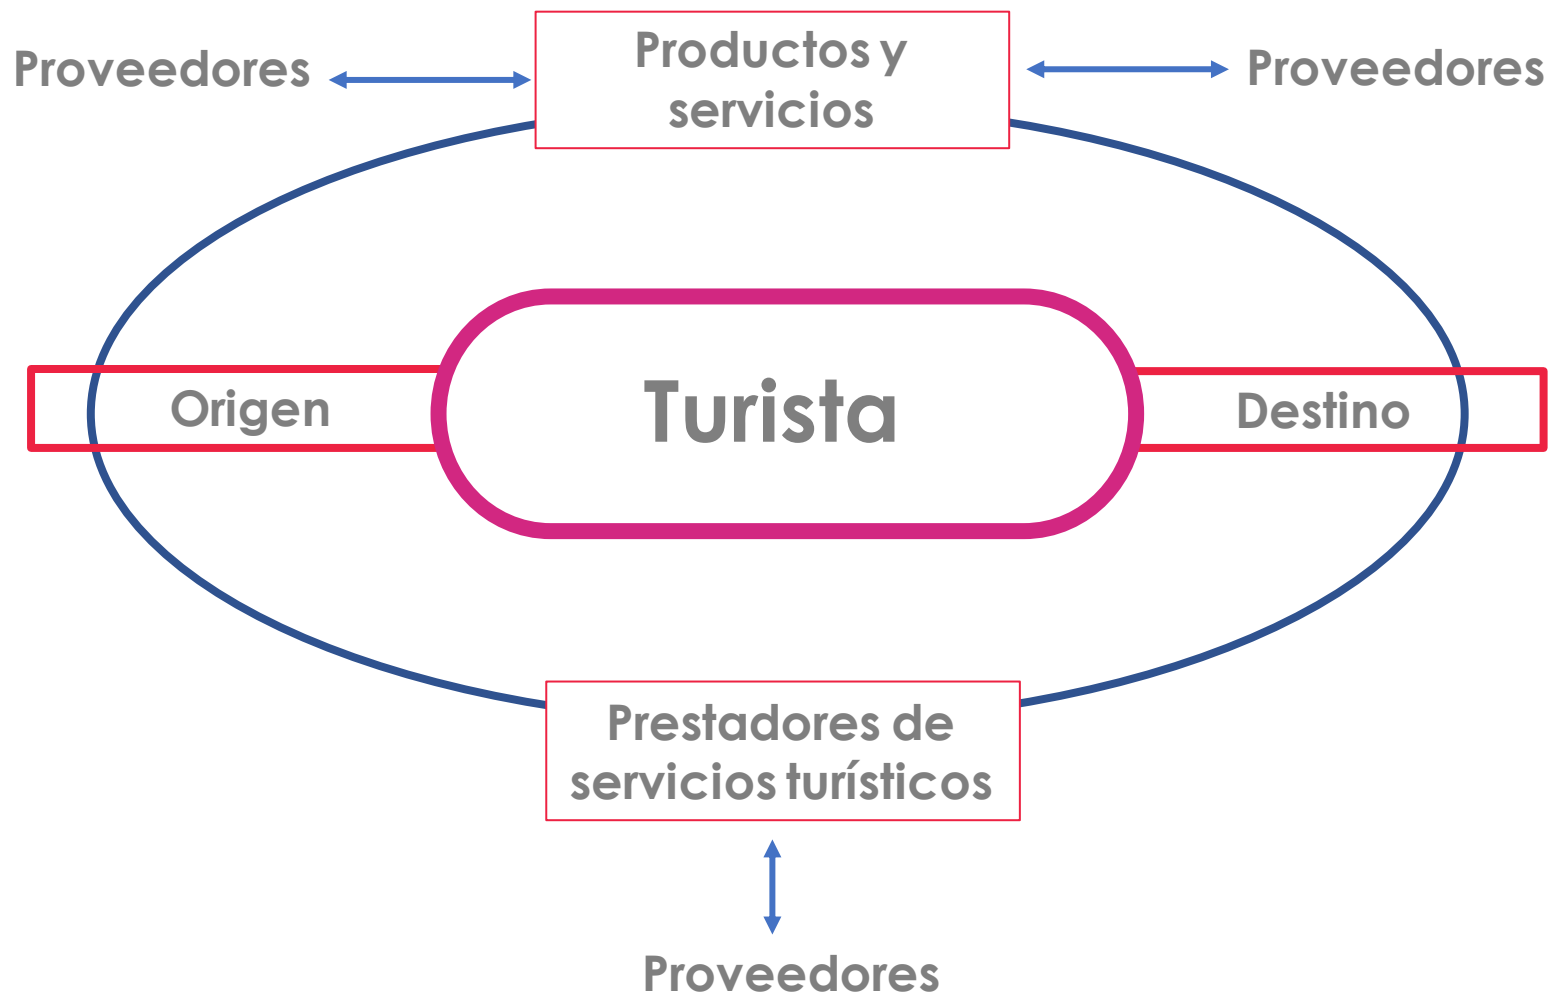 Productos y
servicios
Proveedores
Proveedores
Origen
Turista
Destino
Prestadores de
servicios turísticos
Proveedores